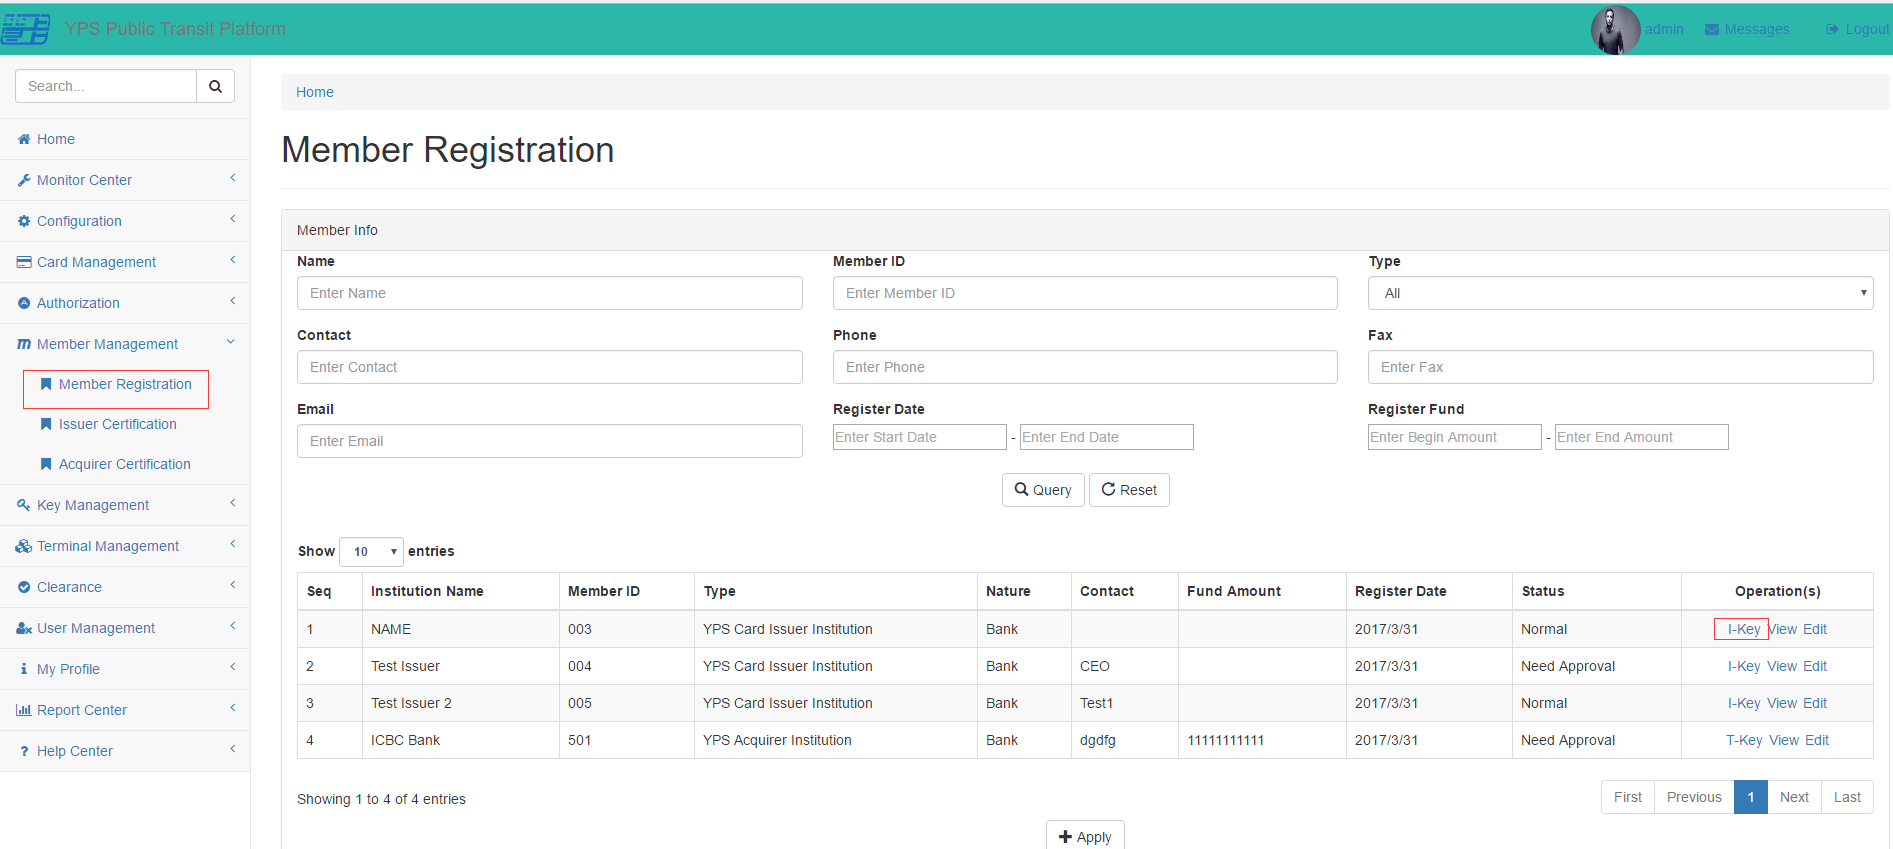 YPS Public Transit Platform
admin Messages Logout
Search...
Home
Monitor Center
Configuration
Card Management
Authorization
Member Management
Member Registration
Issuer Certification
Acquirer Certification
Key Management
Terminal Management
Clearance
User Management
My Profile
Report Center
Help Center
Home
Member Registration
Member Info
Name Member ID Type
Enter Name Enter Member ID All
Contact Phone Fax
Enter Contact Enter Phone Enter Fax
Email Register Date Register Fund
Enter Email Enter Start Date - Enter End Date Enter Begin Amount - Enter End Amount
Query Reset
Show 10 entries
Seq Institution Name Member ID Type Nature Contact Fund Amount Register Date Status Operation(s)
1 NAME 003 YPS Card Issuer Institution Bank 2017/3/31 Normal I-Key View Edit
2 Test Issuer 004 YPS Card Issuer Institution Bank CEO 2017/3/31 Need Approval I-Key View Edit
3 Test Issuer 2 005 YPS Card Issuer Institution Bank Test1 2017/3/31 Normal I-Key View Edit
4 ICBC Bank 501 YPS Acquirer Institution Bank dgdfg 11111111111 2017/3/31 Need Approval T-Key View Edit
Showing 1 to 4 of 4 entries
First Previous 1 Next Last
Apply